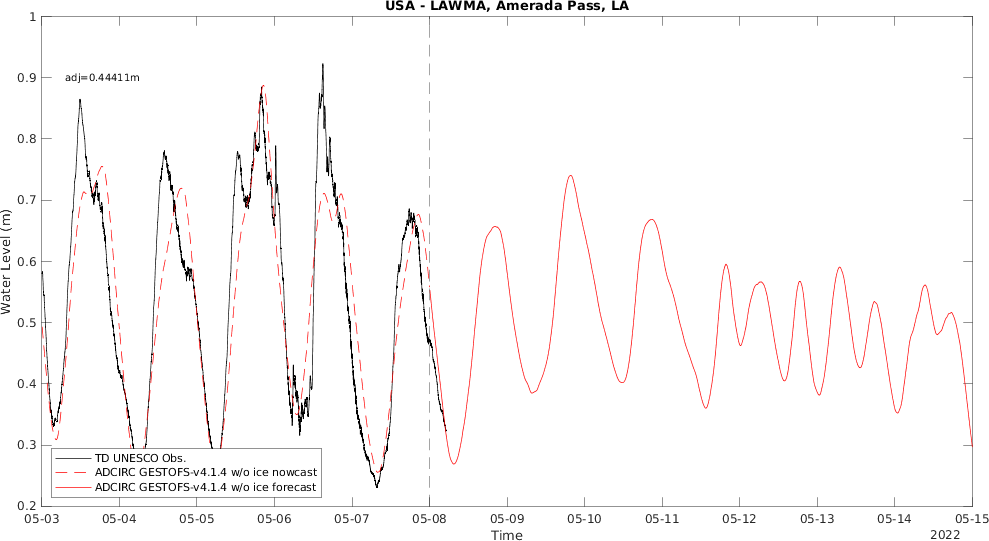 USA - LAWMA, Amerada Pass, LA
1
0.9
0.8
0.7
0.6
0.5
0.4
0.3
0.2
Water Level (m)
adj=0.44411m
TD UNESCO Obs.
ADCIRC GESTOFS-v4.1.4 w/o ice nowcast
ADCIRC GESTOFS-v4.1.4 w/o ice forecast
05-03 05-04 05-05 05-06 05-07 05-08 05-09 05-10 05-11 05-12 05-13 05-14 05-15
Time
2022